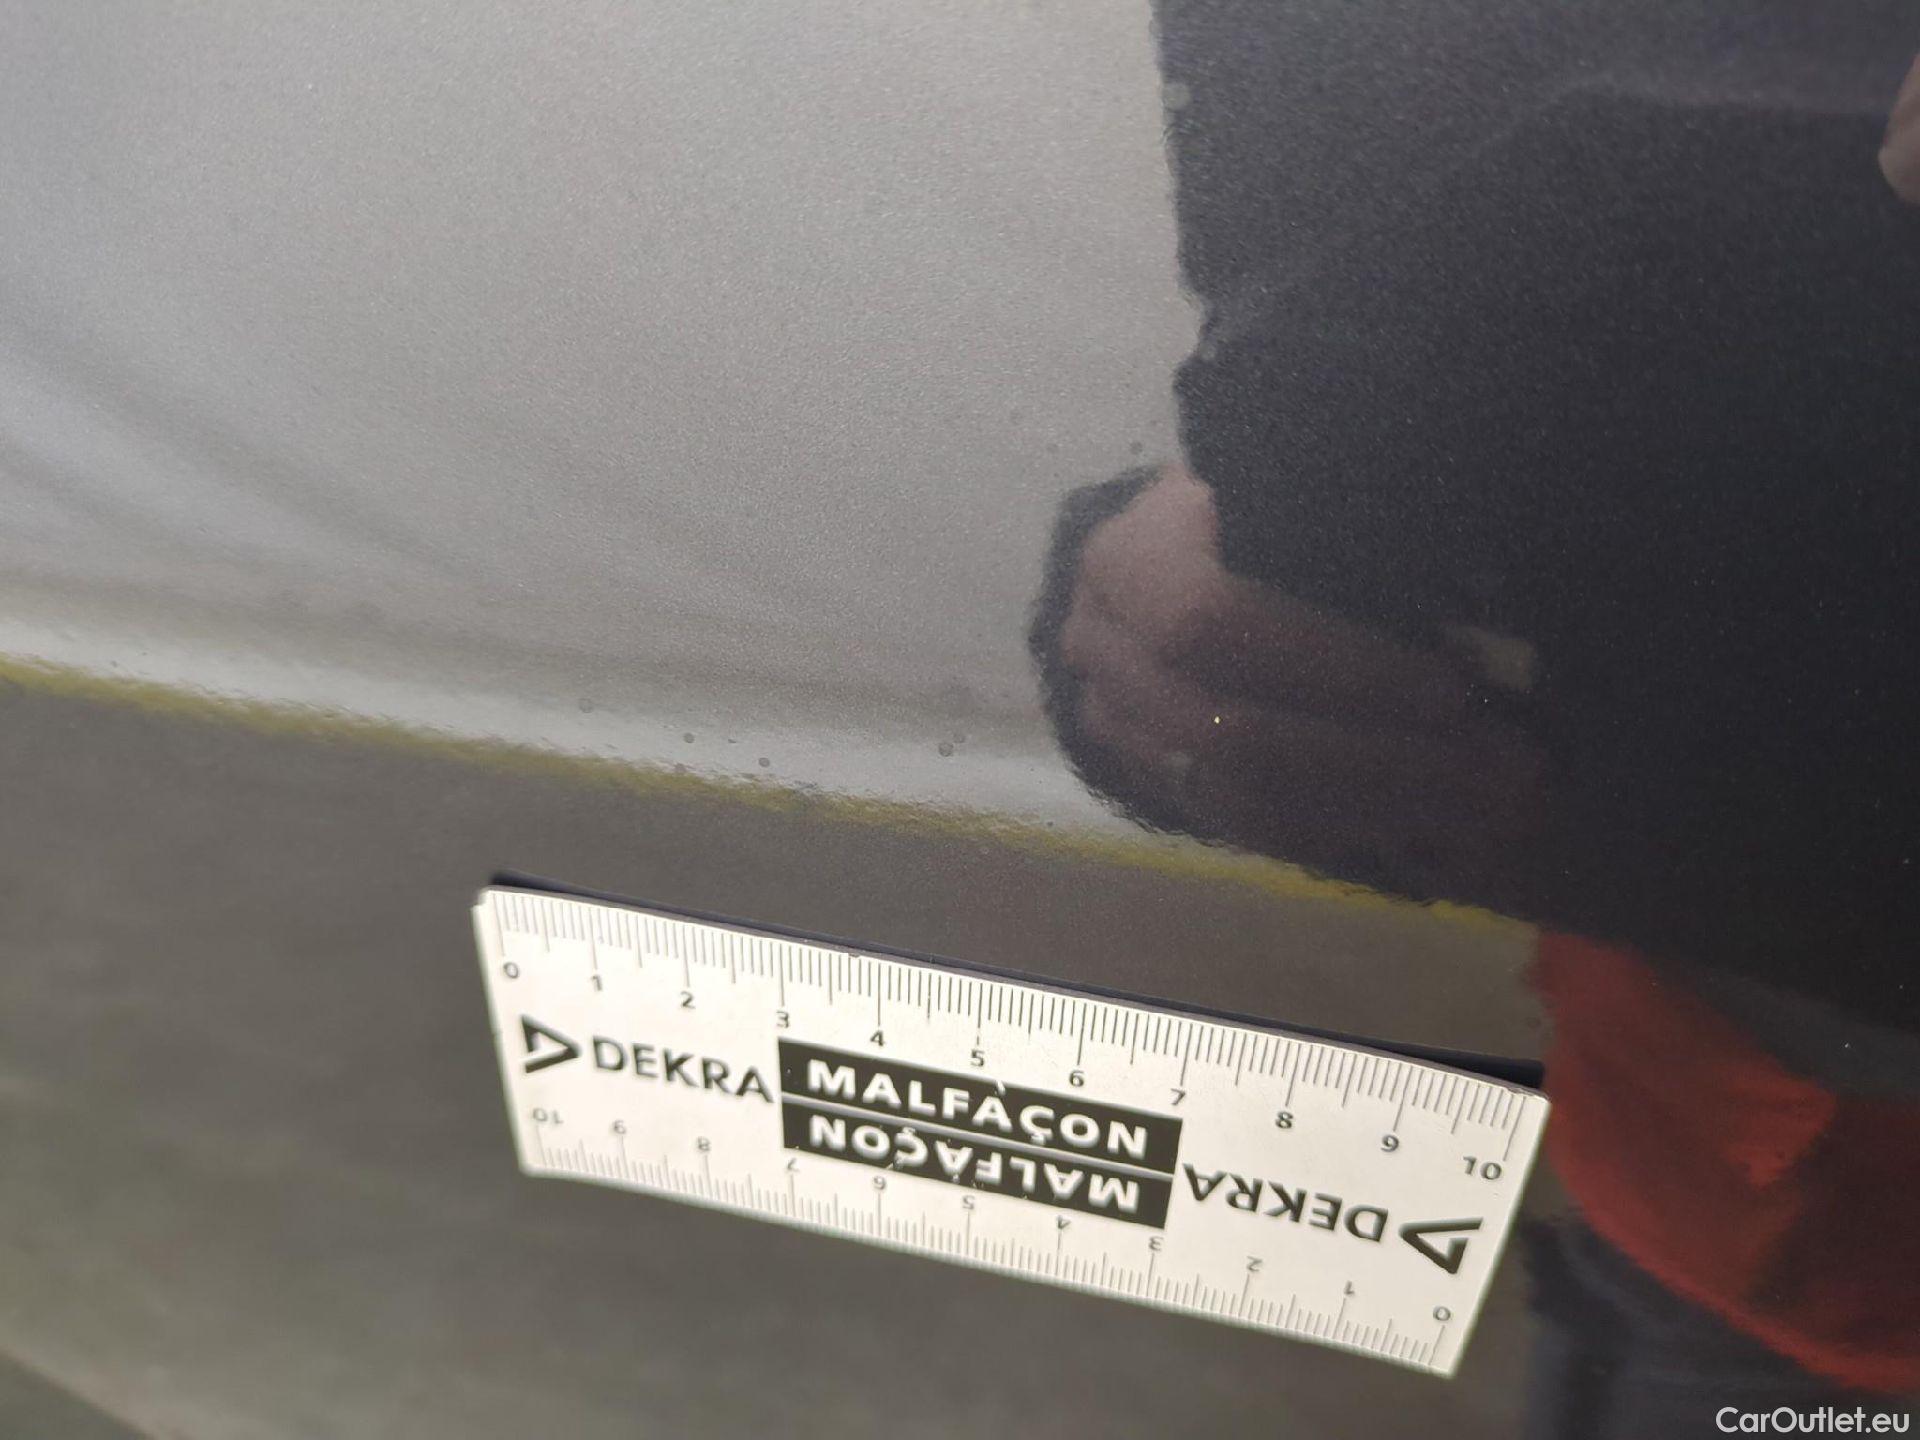 0 1 2 3 4 5 6 7 8 9 10
DEKRA
MALFAÇON
MALFAÇON
DEKRA
10 9 8 7 6 5 4 3 2 1 0
CarOutlet.eu